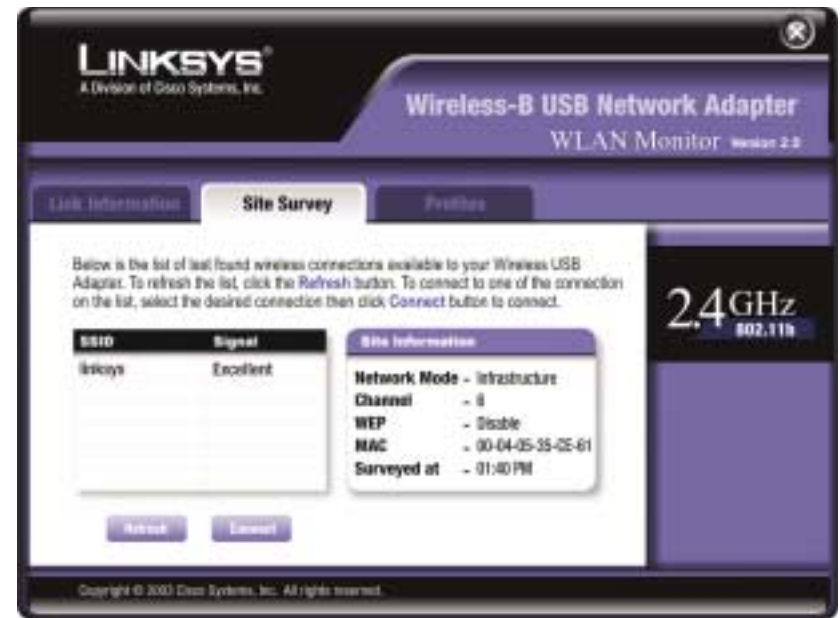 LINKSYS®
A Division of Cisco Systems, Inc.
Wireless-B USB Network Adapter
WLAN Monitor Version 2.0
Link Information
Site Survey
Profiles
Below is the list of last found wireless connections available to your Wireless USB
Adapter. To refresh the list, click the Refresh button. To connect to one of the connection
on the list, select the desired connection then click Connect button to connect.
2.4GHz
802.11b
SSID Signal
linksys Excellent
Site Information
Network Mode - Infrastructure
Channel - 6
WEP - Disable
MAC - 00-04-05-35-CE-61
Surveyed at - 01:40 PM
Refresh
Connect
Copyright © 2003 Cisco Systems, Inc. All rights reserved.